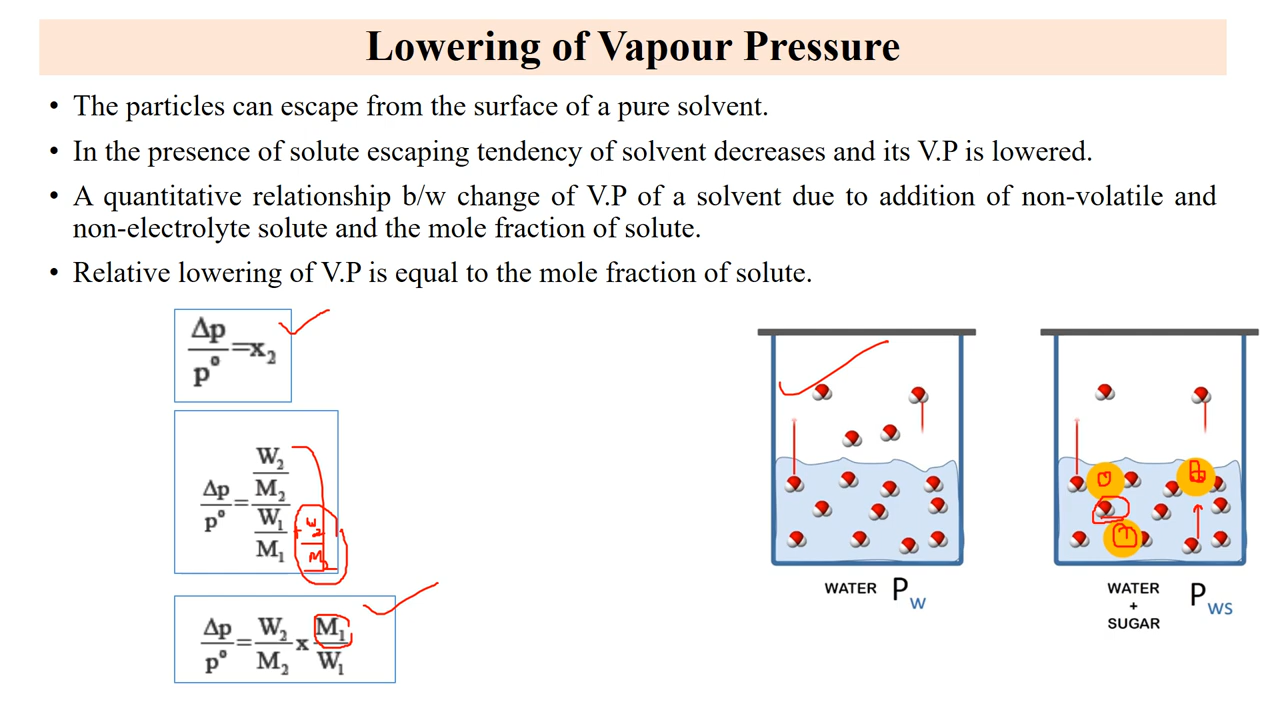 Lowering of Vapour Pressure
• The particles can escape from the surface of a pure solvent.
• In the presence of solute escaping tendency of solvent decreases and its V.P is lowered.
• A quantitative relationship b/w change of V.P of a solvent due to addition of non-volatile and
non-electrolyte solute and the mole fraction of solute.
• Relative lowering of V.P is equal to the mole fraction of solute.
Δp/p° = x₂
Δp/p° = (W₂/M₂)/(W₁/M₁) + W₂/M₂
Δp/p° = W₂/M₂ x M₁/W₁
WATER Pw
WATER + SUGAR Pws